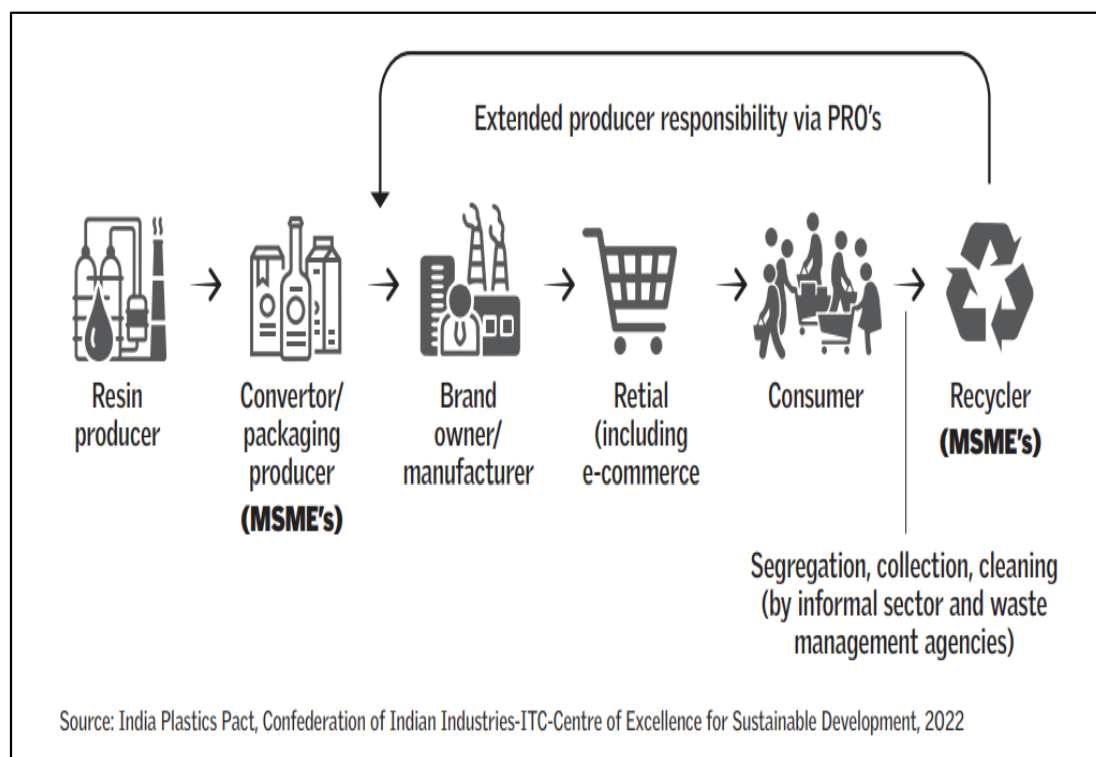 Extended producer responsibility via PRO's
Resin
producer
Convertor/
packaging
producer
(MSME's)
Brand
owner/
manufacturer
Retial
(including
e-commerce
Consumer
Recycler
(MSME's)
Segregation, collection, cleaning
(by informal sector and waste
management agencies)
Source: India Plastics Pact, Confederation of Indian Industries-ITC-Centre of Excellence for Sustainable Development, 2022